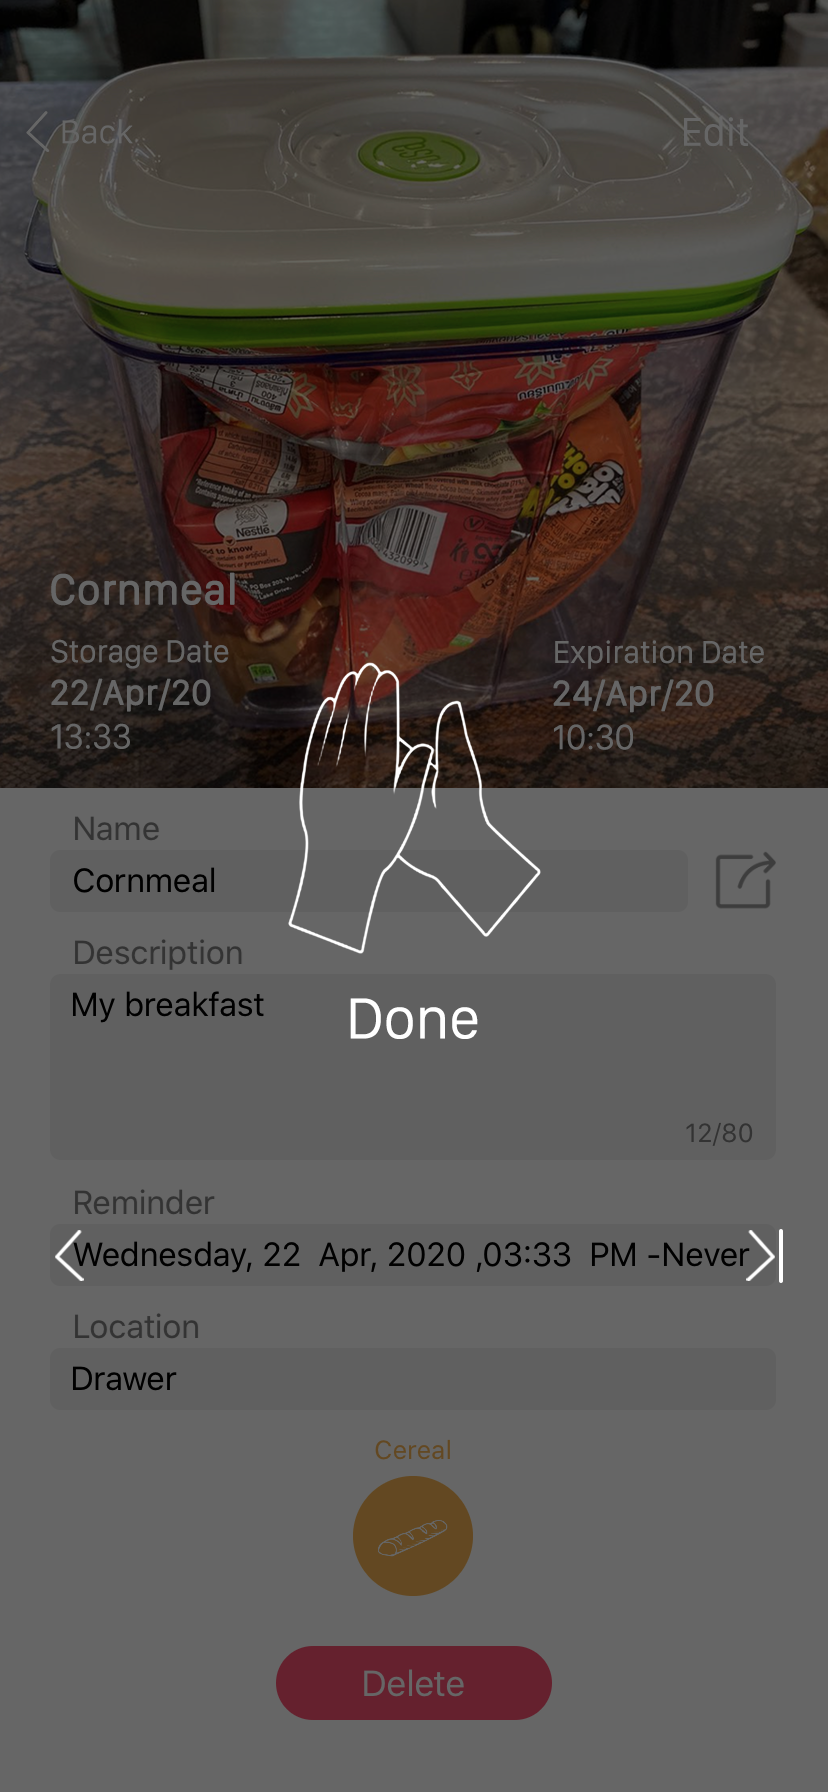 Back
Edit
Nestlé
Cornmeal
Storage Date
Expiration Date
22/Apr/20
24/Apr/20
13:33
10:30
Name
Cornmeal
Description
My breakfast
Done
12/80
Reminder
Wednesday, 22 Apr, 2020 ,03:33 PM -Never
Location
Drawer
Cereal
Delete